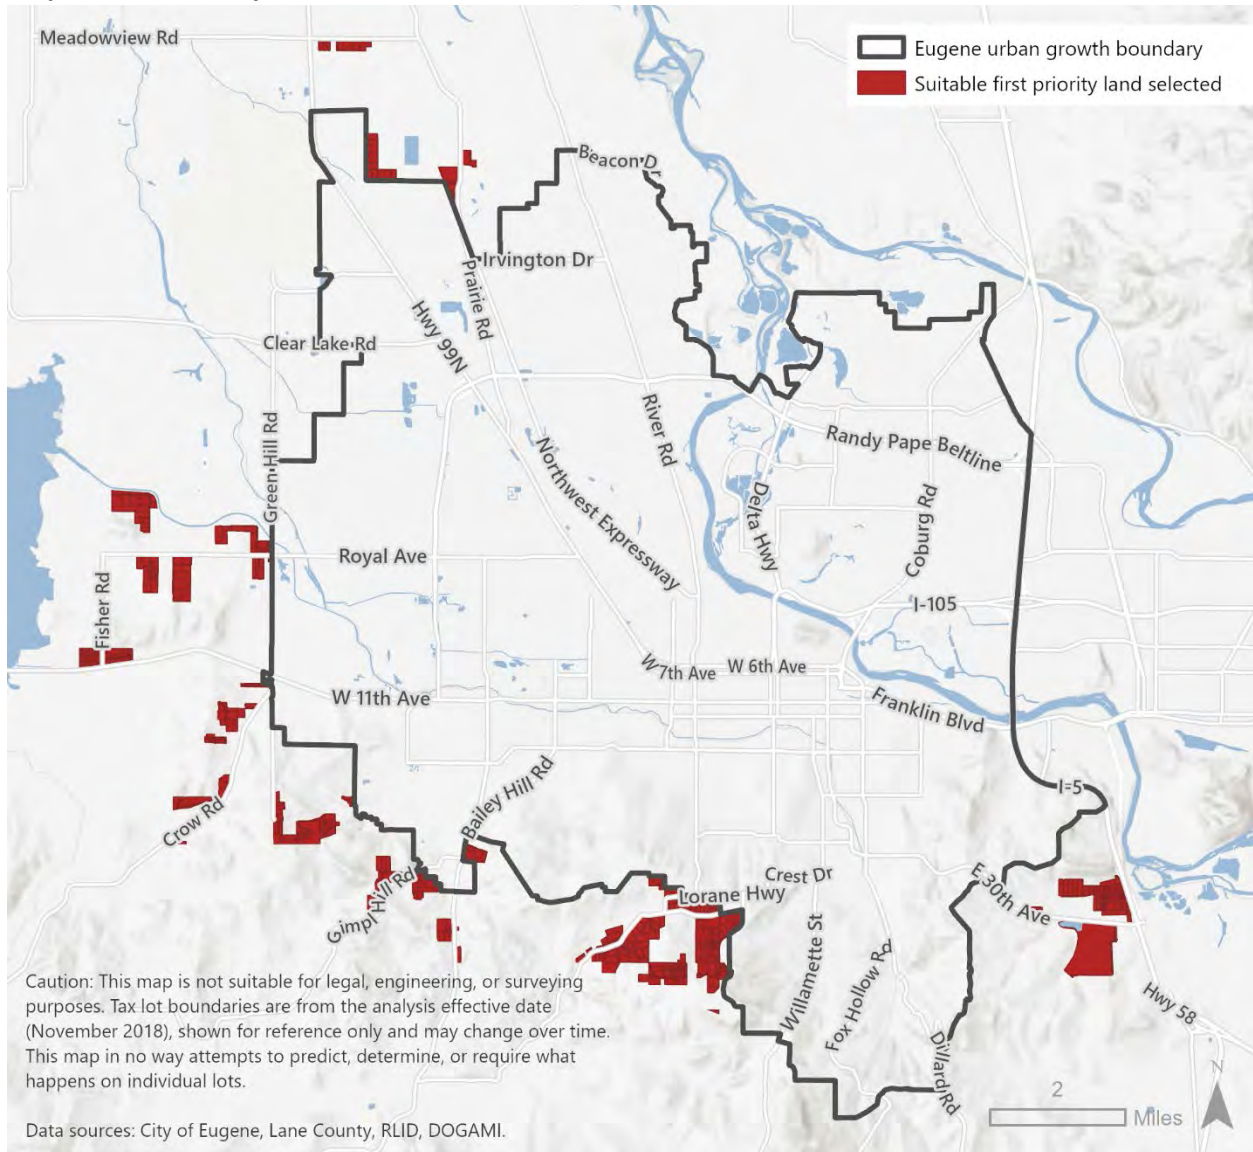 Meadowview Rd
Eugene urban growth boundary
Suitable first priority land selected
Beacon Dr
Irvington Dr
Prairie Rd
Hwy 99N
Clear Lake Rd
Green Hill Rd
River Rd
Randy Pape Beltline
Northwest Expressway
Delta Hwy
Coburg Rd
Royal Ave
Fisher Rd
I-105
W 7th Ave
W 6th Ave
W 11th Ave
Franklin Blvd
I-5
Bailey Hill Rd
Crow Rd
Gimpl Hill Rd
Lorane Hwy
Crest Dr
E 30th Ave
Willamette St
Fox Hollow Rd
Dillard Rd
Hwy 58
Caution: This map is not suitable for legal, engineering, or surveying
purposes. Tax lot boundaries are from the analysis effective date
(November 2018), shown for reference only and may change over time.
This map in no way attempts to predict, determine, or require what
happens on individual lots.
Data sources: City of Eugene, Lane County, RLID, DOGAMI.
2
Miles
N